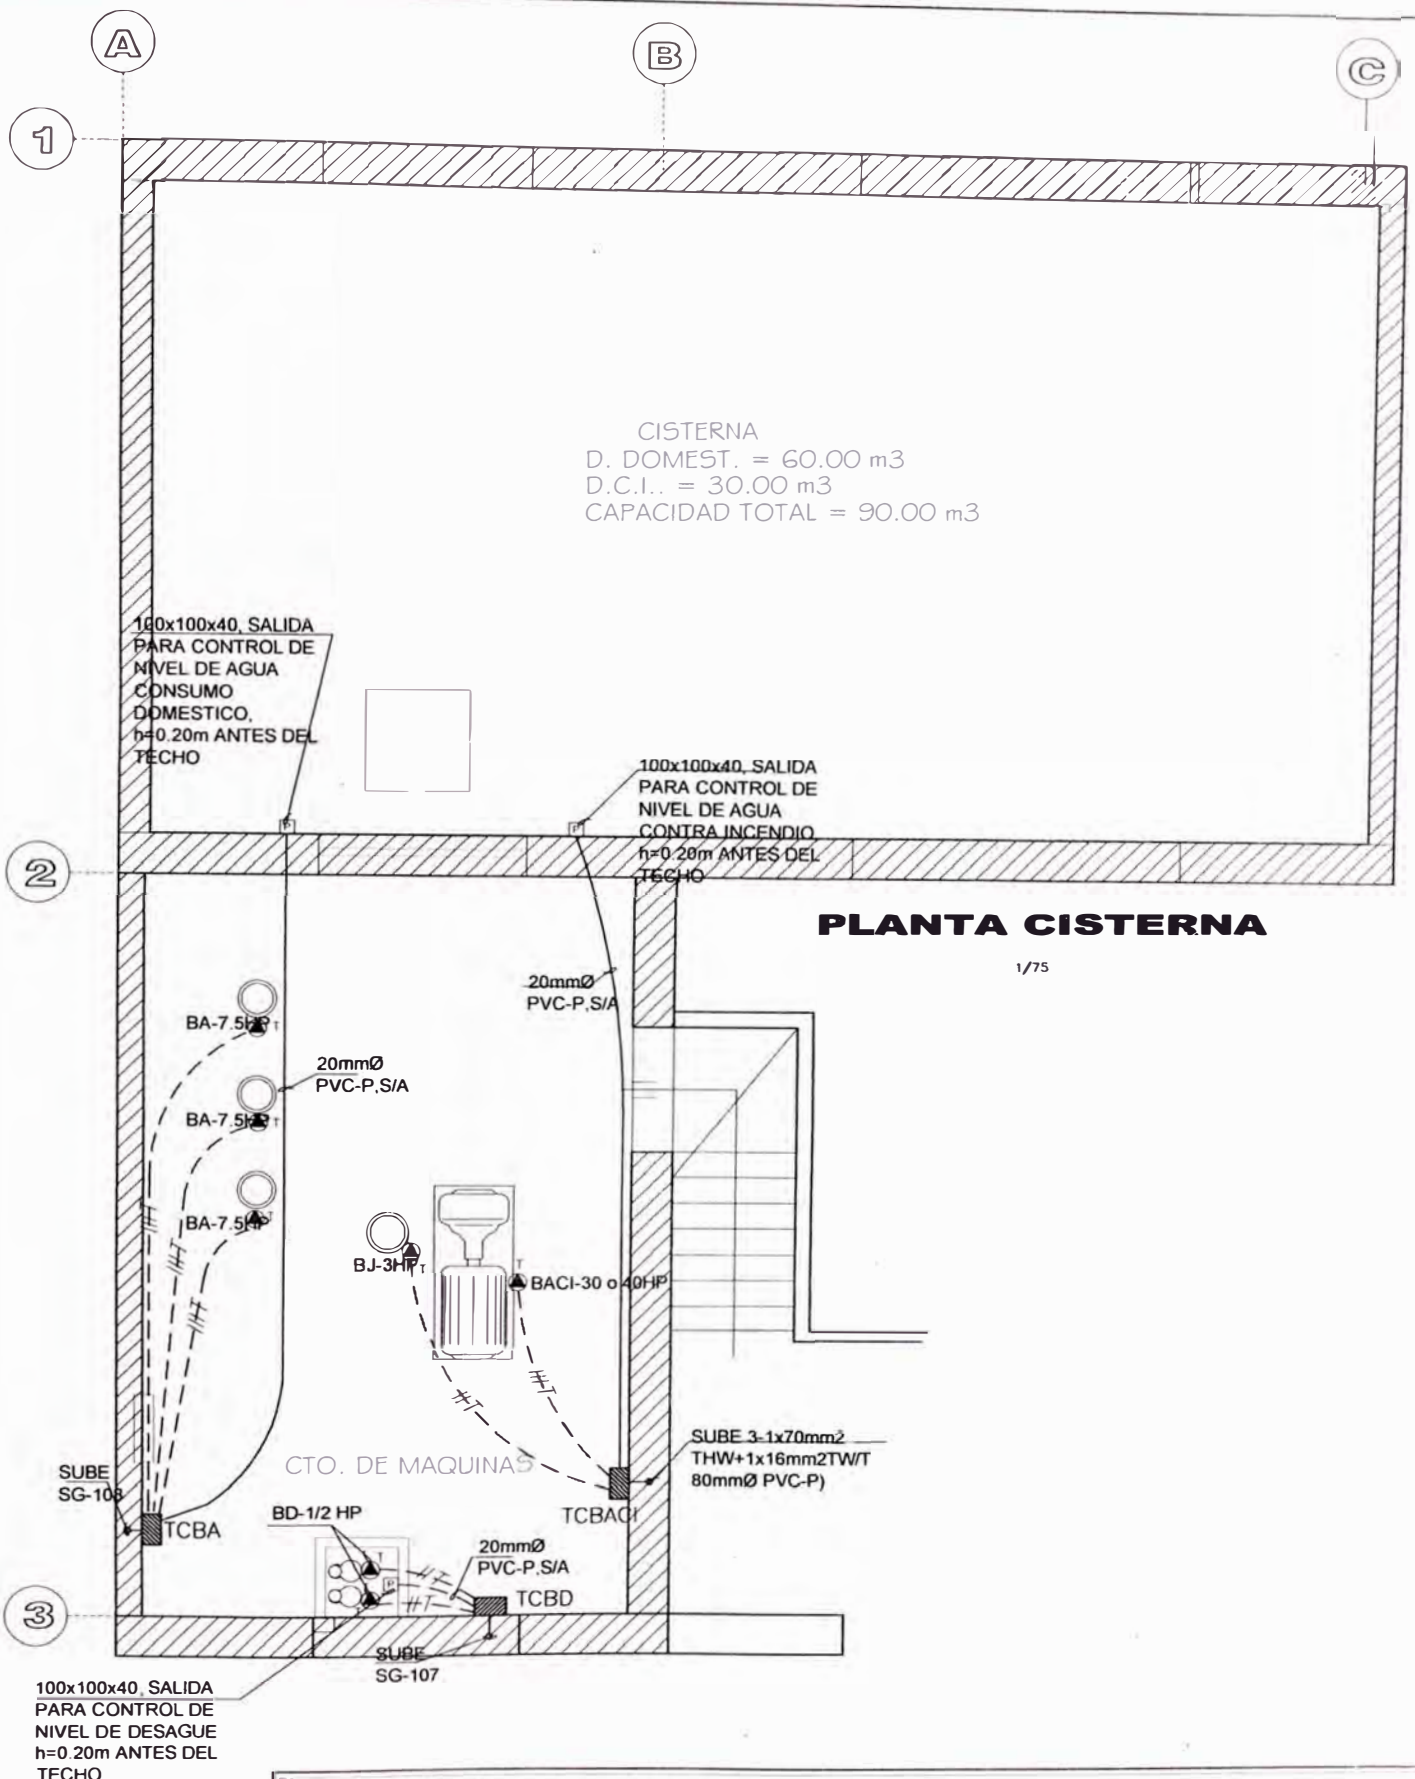 A
B
C
1
CISTERNA
D. DOMEST. = 60.00 m3
D.C.I.. = 30.00 m3
CAPACIDAD TOTAL = 90.00 m3
100x100x40, SALIDA
PARA CONTROL DE
NIVEL DE AGUA
CONSUMO
DOMESTICO,
h=0.20m ANTES DEL
TECHO
100x100x40, SALIDA
PARA CONTROL DE
NIVEL DE AGUA
CONTRA INCENDIO,
h=0.20m ANTES DEL
TECHO
P
P
2
PLANTA CISTERNA
1/75
20mmØ
PVC-P,S/A
BA-7.5HP T
20mmØ
PVC-P,S/A
BA-7.5HP T
BA-7.5HP T
BJ-3HP T
T
BACI-30 o 40HP
CTO. DE MAQUINAS
SUBE 3-1x70mm2
THW+1x16mm2TW/T
80mmØ PVC-P)
SUBE
SG-108
TCBA
TCBACI
BD-1/2 HP
20mmØ
PVC-P,S/A
T
P
TCBD
3
SUBE
SG-107
100x100x40, SALIDA
PARA CONTROL DE
NIVEL DE DESAGUE
h=0.20m ANTES DEL
TECHO